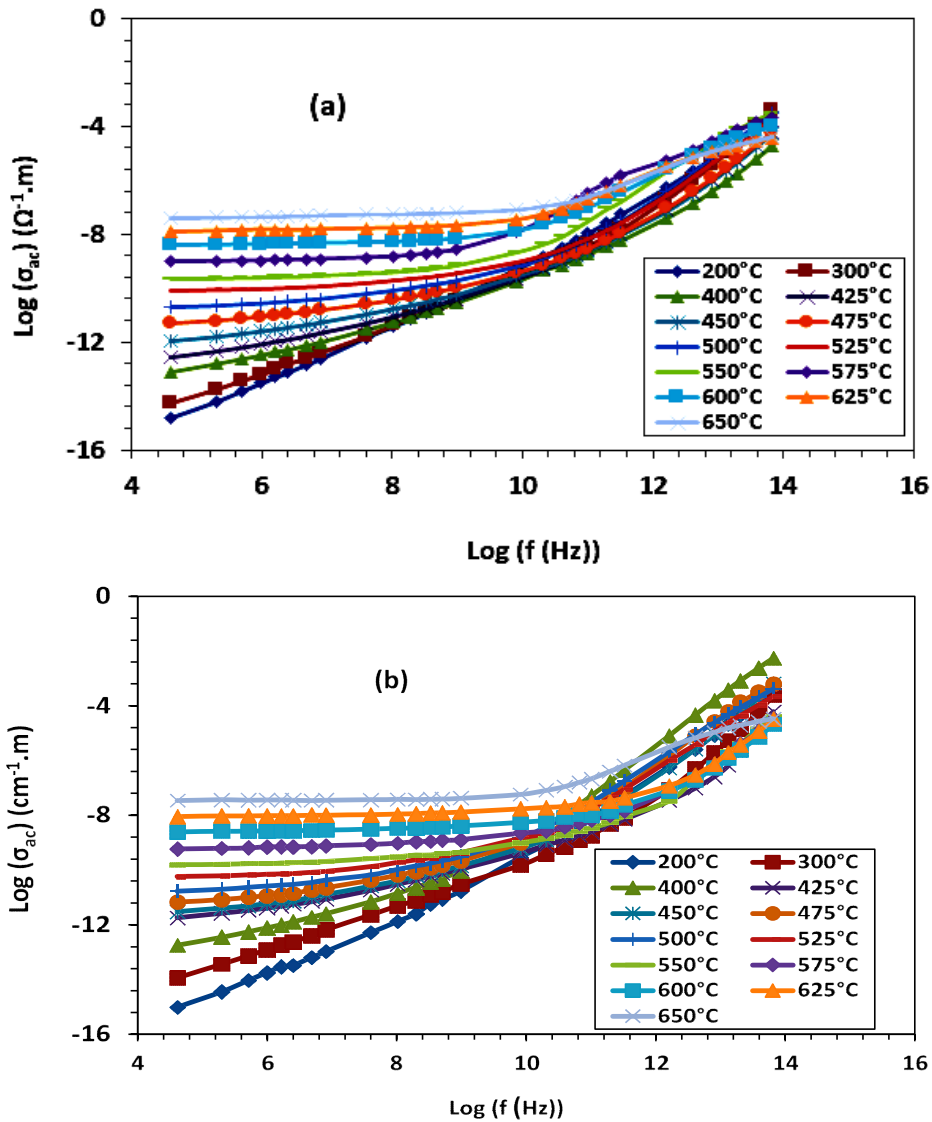 0
-4
-8
-12
-16
Log (σac) (Ω-1.m)
(a)
200°C 300°C
400°C 425°C
450°C 475°C
500°C 525°C
550°C 575°C
600°C 625°C
650°C
4 6 8 10 12 14 16
Log (f (Hz))
0
-4
-8
-12
-16
Log (σac) (cm-1.m)
(b)
200°C 300°C
400°C 425°C
450°C 475°C
500°C 525°C
550°C 575°C
600°C 625°C
650°C
4 6 8 10 12 14 16
Log (f (Hz))